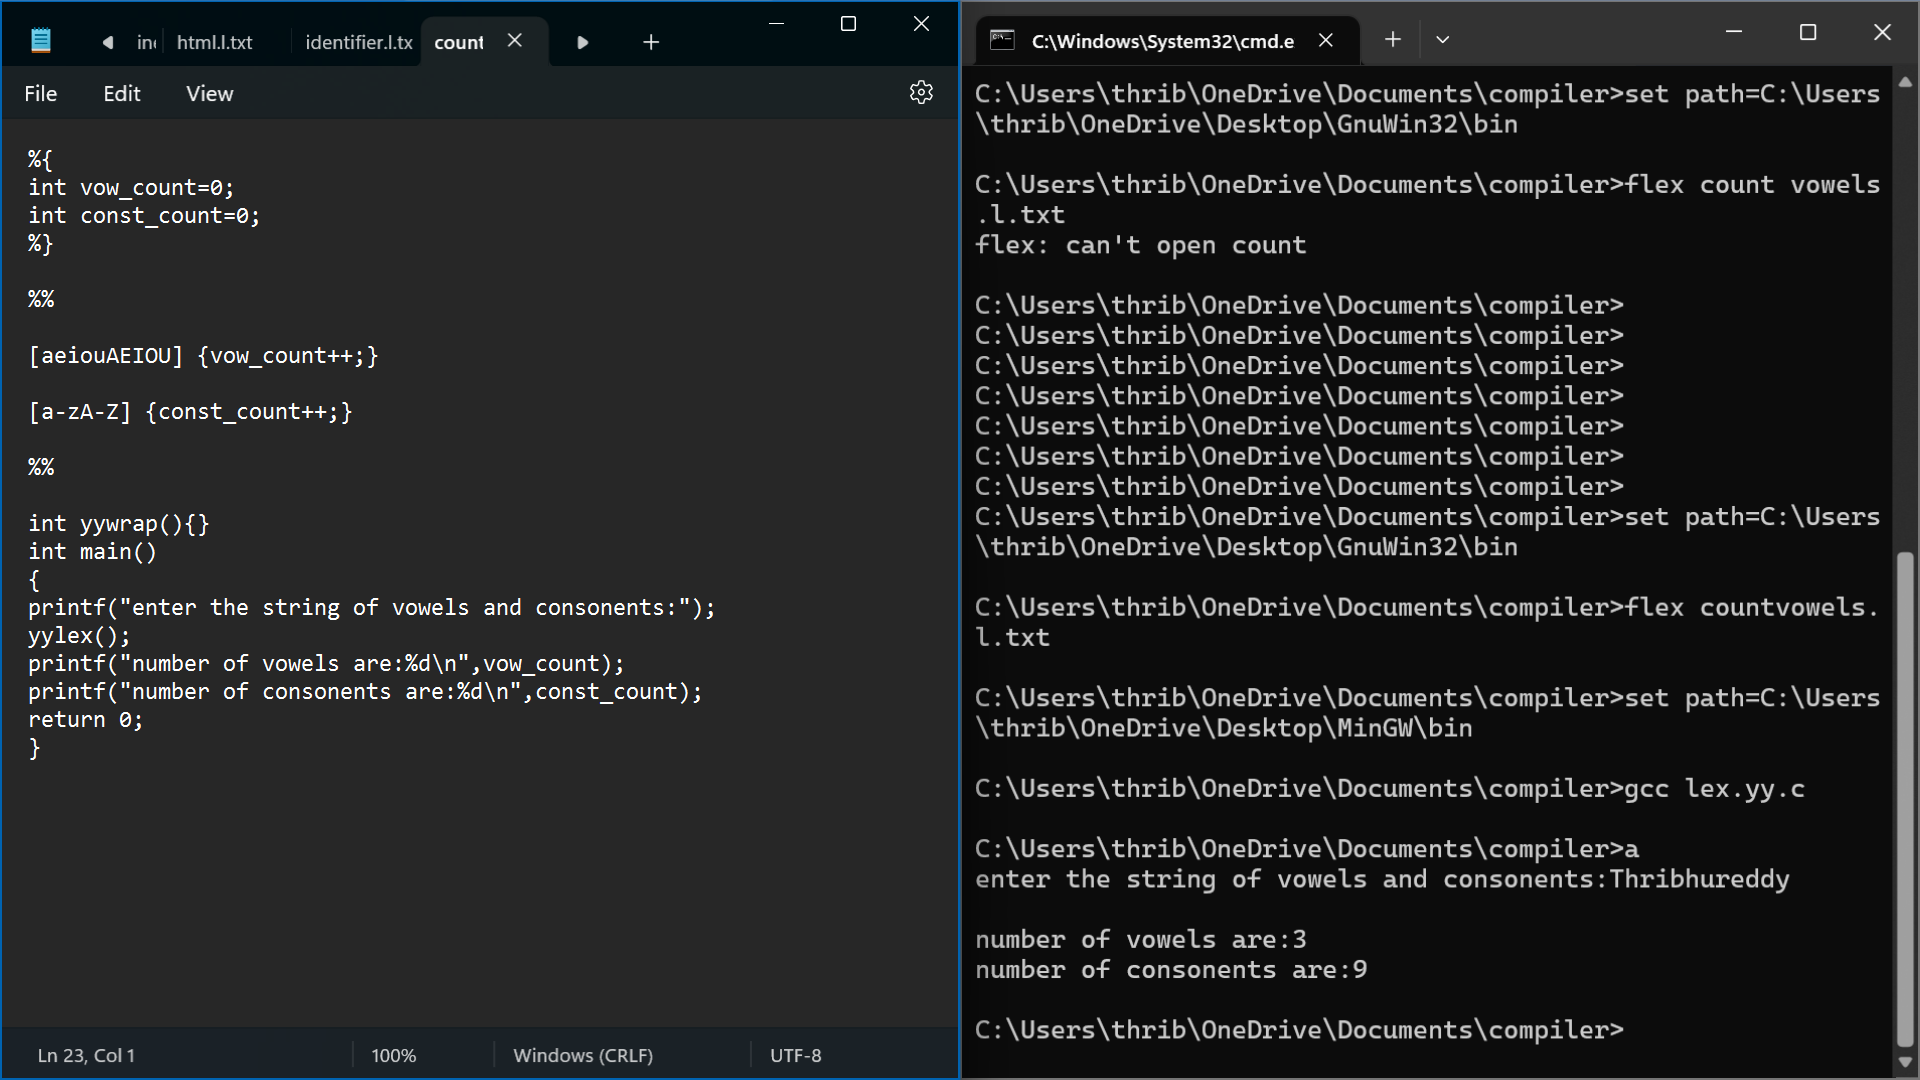 in
html.l.txt
identifier.l.tx
count
File
Edit
View
%{
int vow_count=0;
int const_count=0;
%}
%%
[aeiouAEIOU] {vow_count++;}
[a-zA-Z] {const_count++;}
%%
int yywrap(){}
int main()
{
printf("enter the string of vowels and consonents:");
yylex();
printf("number of vowels are:%d\n",vow_count);
printf("number of consonents are:%d\n",const_count);
return 0;
}
Ln 23, Col 1
100%
Windows (CRLF)
UTF-8
C:\Windows\System32\cmd.e
C:\Users\thrib\OneDrive\Documents\compiler>set path=C:\Users
\thrib\OneDrive\Desktop\GnuWin32\bin
C:\Users\thrib\OneDrive\Documents\compiler>flex count vowels
.l.txt
flex: can't open count
C:\Users\thrib\OneDrive\Documents\compiler>
C:\Users\thrib\OneDrive\Documents\compiler>
C:\Users\thrib\OneDrive\Documents\compiler>
C:\Users\thrib\OneDrive\Documents\compiler>
C:\Users\thrib\OneDrive\Documents\compiler>
C:\Users\thrib\OneDrive\Documents\compiler>
C:\Users\thrib\OneDrive\Documents\compiler>
C:\Users\thrib\OneDrive\Documents\compiler>set path=C:\Users
\thrib\OneDrive\Desktop\GnuWin32\bin
C:\Users\thrib\OneDrive\Documents\compiler>flex countvowels.
l.txt
C:\Users\thrib\OneDrive\Documents\compiler>set path=C:\Users
\thrib\OneDrive\Desktop\MinGW\bin
C:\Users\thrib\OneDrive\Documents\compiler>gcc lex.yy.c
C:\Users\thrib\OneDrive\Documents\compiler>a
enter the string of vowels and consonents:Thribhureddy
number of vowels are:3
number of consonents are:9
C:\Users\thrib\OneDrive\Documents\compiler>